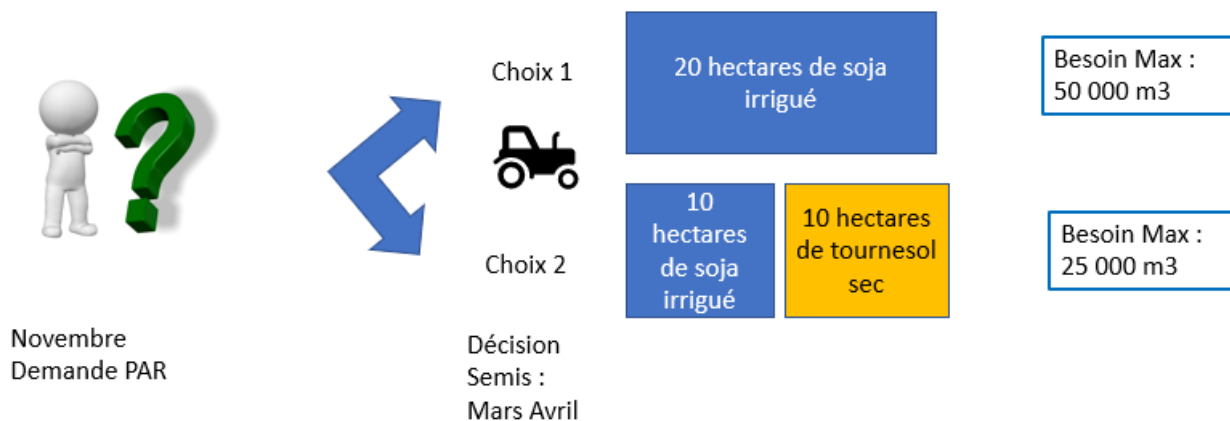 Choix 1
20 hectares de soja
irrigué
Besoin Max :
50 000 m3
Choix 2
10
hectares
de soja
irrigué
10 hectares
de tournesol
sec
Besoin Max :
25 000 m3
Novembre
Demande PAR
Décision
Semis :
Mars Avril